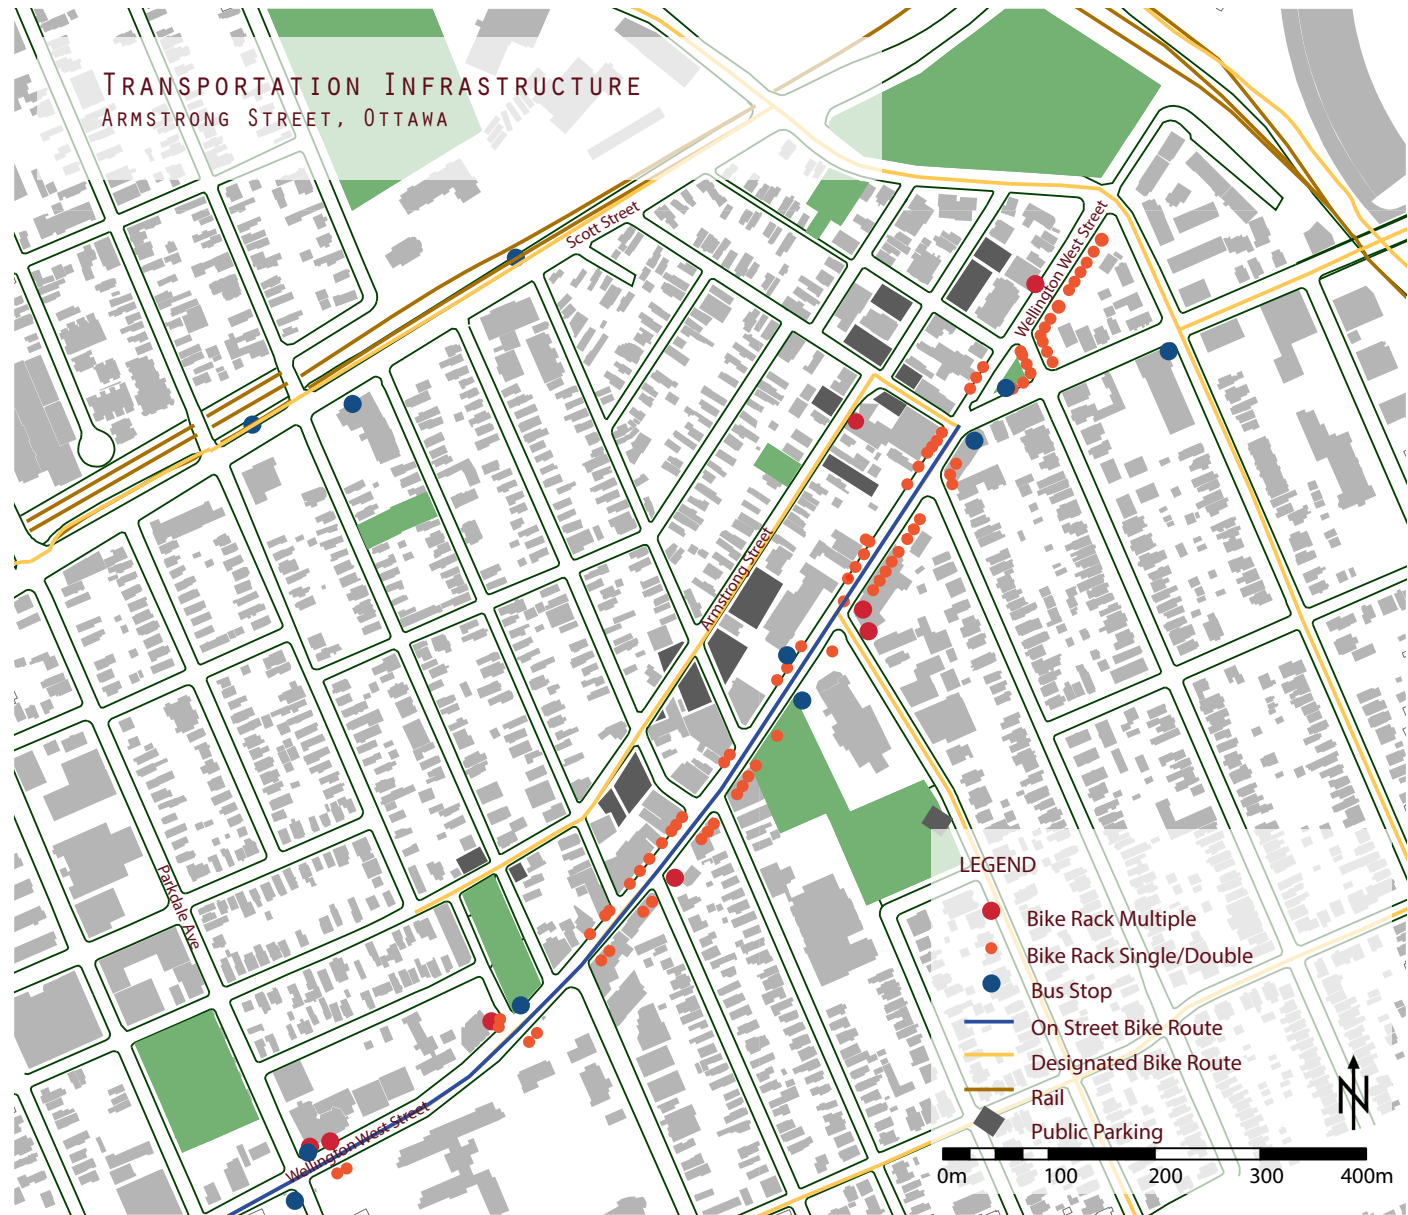 Transportation Infrastructure
Armstrong Street, Ottawa
Scott Street
Wellington West Street
Armstrong Street
Parkdale Ave
Wellington West Street
LEGEND
Bike Rack Multiple
Bike Rack Single/Double
Bus Stop
On Street Bike Route
Designated Bike Route
Rail
Public Parking
N
0m 100 200 300 400m